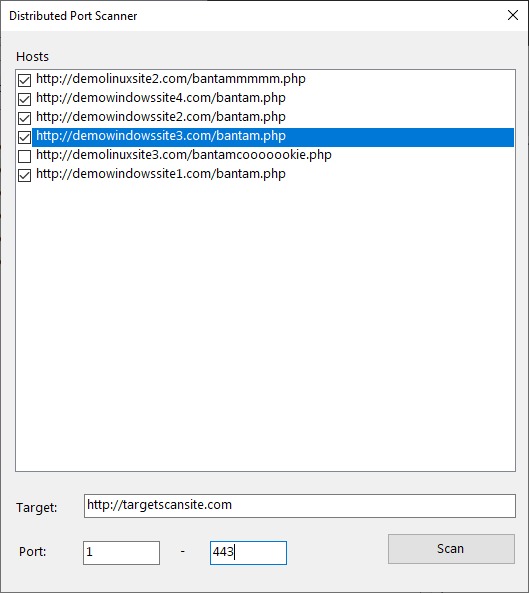 Distributed Port Scanner
Hosts
http://demolinuxsite2.com/bantammmmm.php
http://demowindowssite4.com/bantam.php
http://demowindowssite2.com/bantam.php
http://demowindowssite3.com/bantam.php
http://demolinuxsite3.com/bantamcooooookie.php
http://demowindowssite1.com/bantam.php
Target: http://targetscansite.com
Port: 1 - 443 Scan